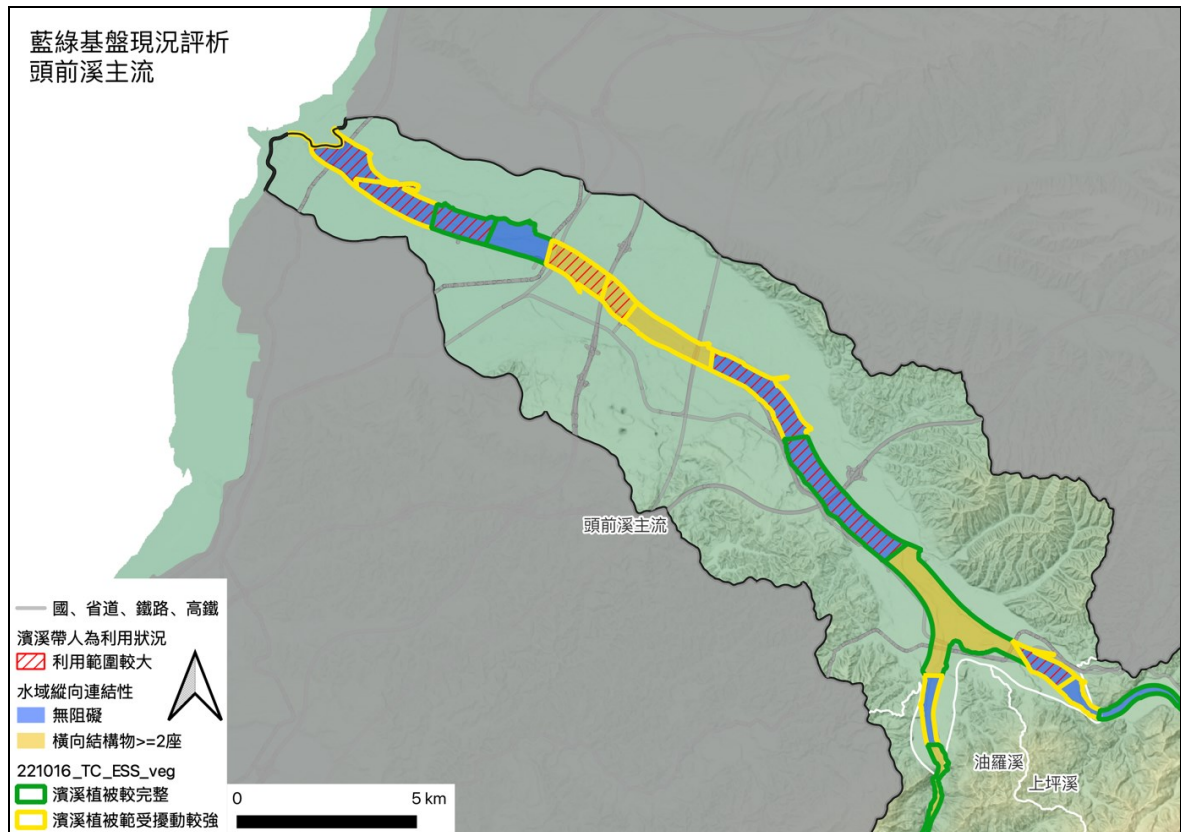 藍綠基盤現況評析
頭前溪主流
頭前溪主流
油羅溪
上坪溪
國、省道、鐵路、高鐵
濱溪帶人為利用狀況
利用範圍較大
水域縱向連結性
無阻礙
橫向結構物>=2座
221016_TC_ESS_veg
濱溪植被較完整
濱溪植被範受擾動較強
0 5 km